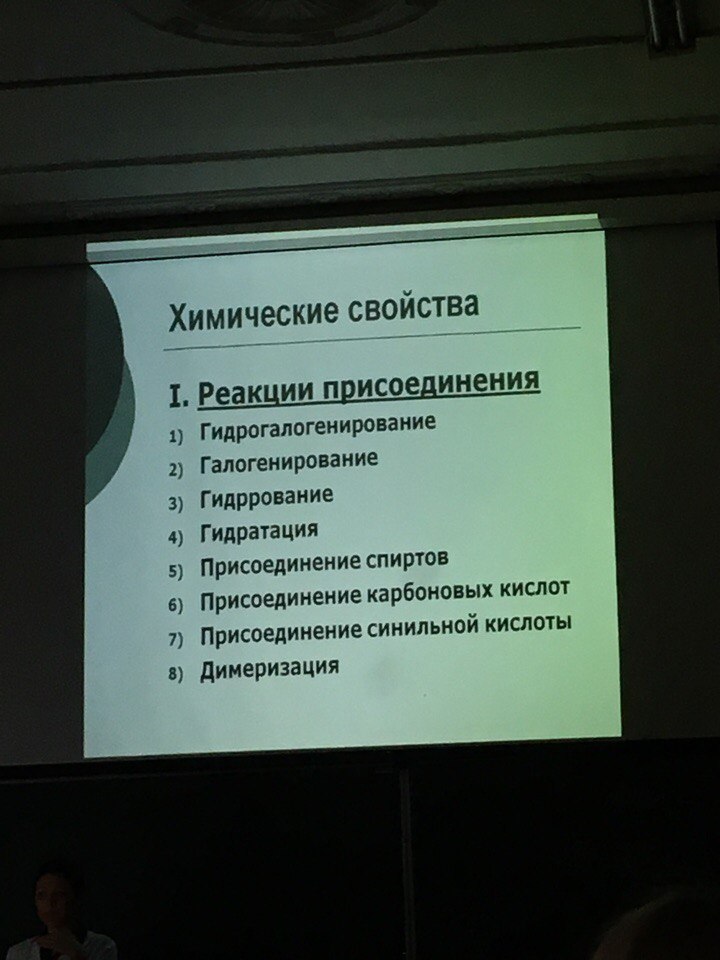 Химические свойства
I. Реакции присоединения
1) Гидрогалогенирование
2) Галогенирование
3) Гидррование
4) Гидратация
5) Присоединение спиртов
6) Присоединение карбоновых кислот
7) Присоединение синильной кислоты
8) Димеризация